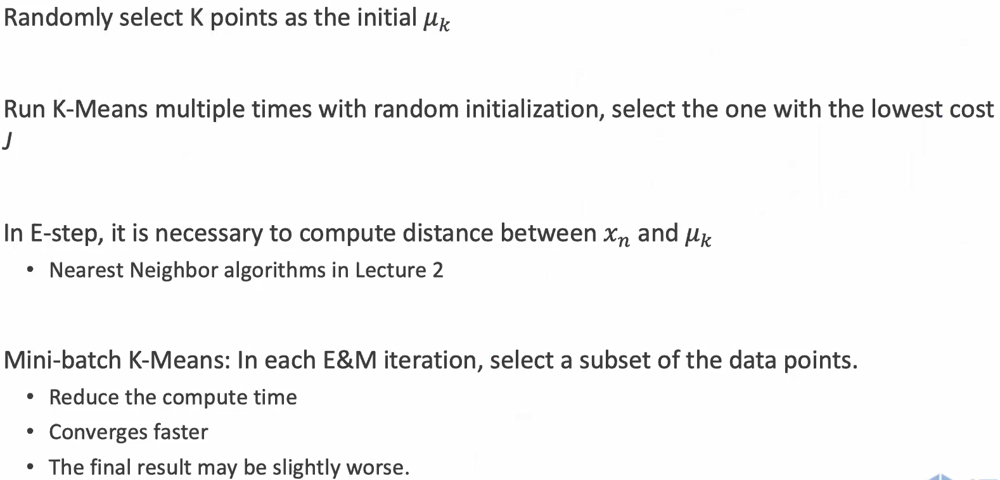 Randomly select K points as the initial μₖ
Run K-Means multiple times with random initialization, select the one with the lowest cost
J
In E-step, it is necessary to compute distance between xₙ and μₖ
• Nearest Neighbor algorithms in Lecture 2
Mini-batch K-Means: In each E&M iteration, select a subset of the data points.
• Reduce the compute time
• Converges faster
• The final result may be slightly worse.